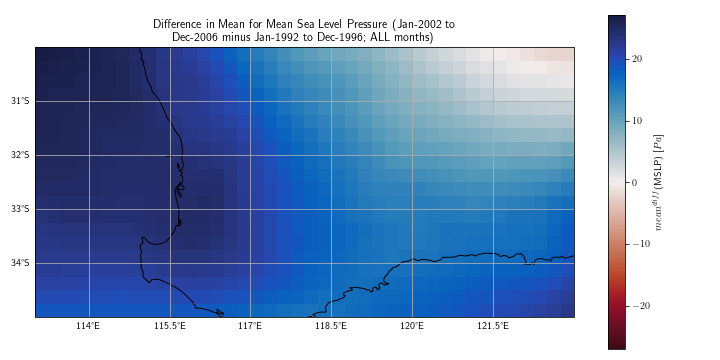 Difference in Mean for Mean Sea Level Pressure (Jan-2002 to
Dec-2006 minus Jan-1992 to Dec-1996; ALL months)
31°S
32°S
33°S
34°S
114°E
115.5°E
117°E
118.5°E
120°E
121.5°E
20
10
0
−10
−20
mean^{diff}(MSLP) [Pa]